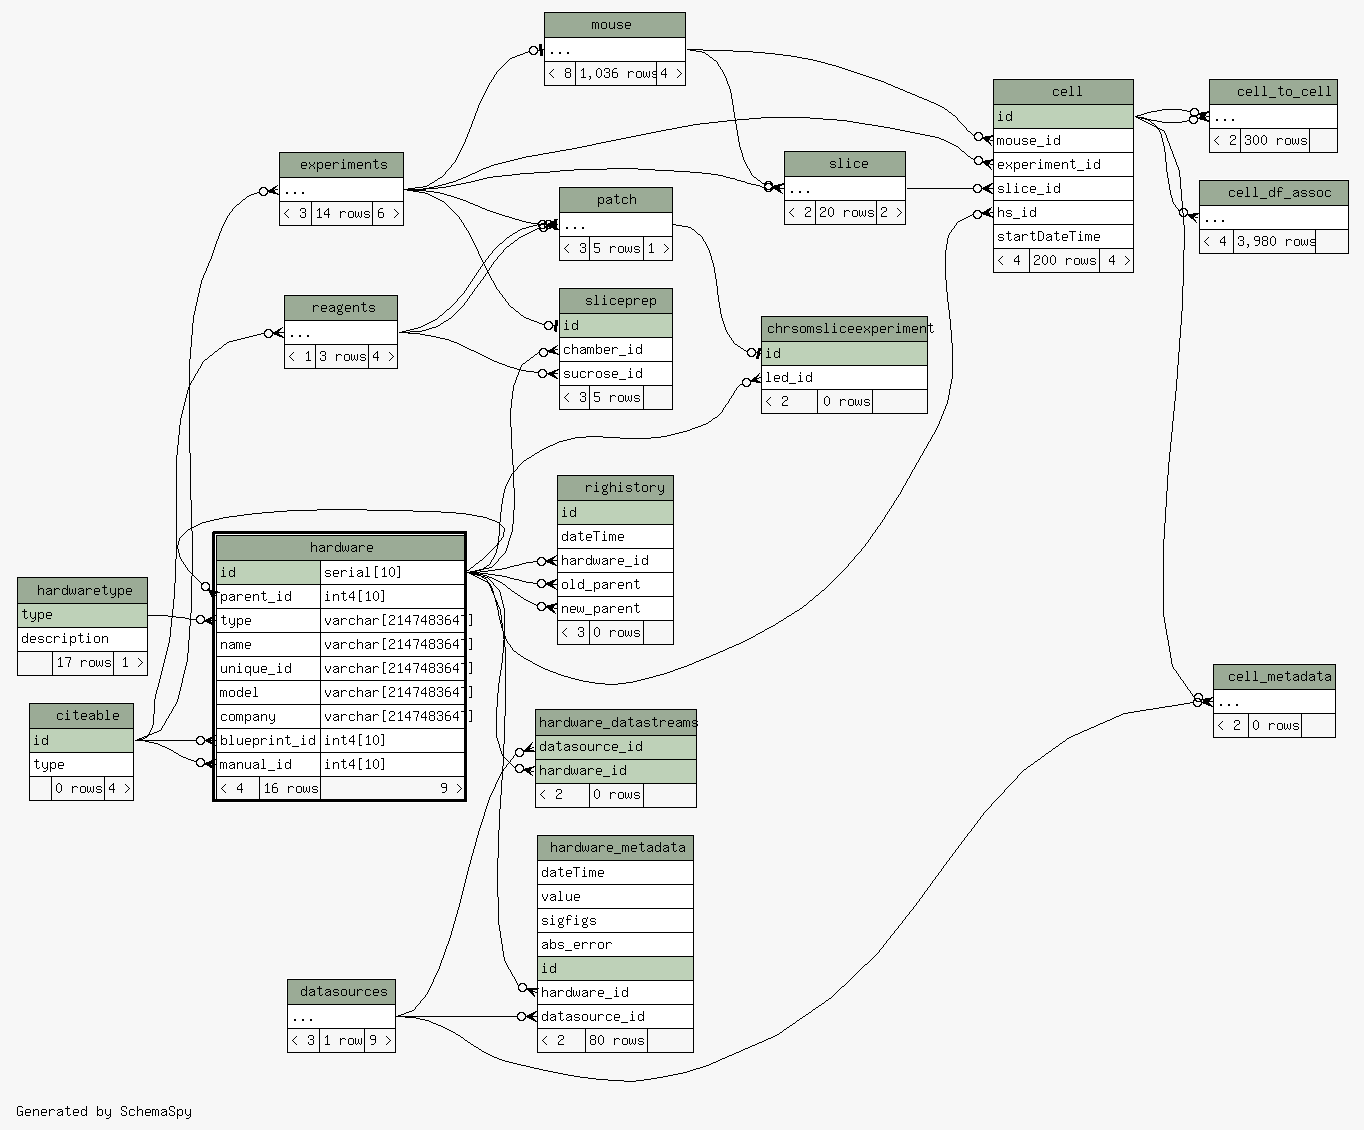 mouse
...
< 8 1,036 rows 4 >
cell
id
mouse_id
experiment_id
slice_id
hs_id
startDateTime
< 4 200 rows 4 >
cell_to_cell
...
< 2 300 rows
experiments
...
< 3 14 rows 6 >
slice
...
< 2 20 rows 2 >
patch
...
< 3 5 rows 1 >
cell_df_assoc
...
< 4 3,980 rows
reagents
...
< 1 3 rows 4 >
sliceprep
id
chamber_id
sucrose_id
< 3 5 rows
chrsomsliceexperiment
id
led_id
< 2 0 rows
righistory
id
dateTime
hardware_id
old_parent
new_parent
< 3 0 rows
hardware
id serial[10]
parent_id int4[10]
type varchar[2147483647]
name varchar[2147483647]
unique_id varchar[2147483647]
model varchar[2147483647]
company varchar[2147483647]
blueprint_id int4[10]
manual_id int4[10]
< 4 16 rows 9 >
hardwaretype
type
description
17 rows 1 >
citeable
id
type
0 rows 4 >
cell_metadata
...
< 2 0 rows
hardware_datastreams
datasource_id
hardware_id
< 2 0 rows
hardware_metadata
dateTime
value
sigfigs
abs_error
id
hardware_id
datasource_id
< 2 80 rows
datasources
...
< 3 1 row 9 >
Generated by SchemaSpy